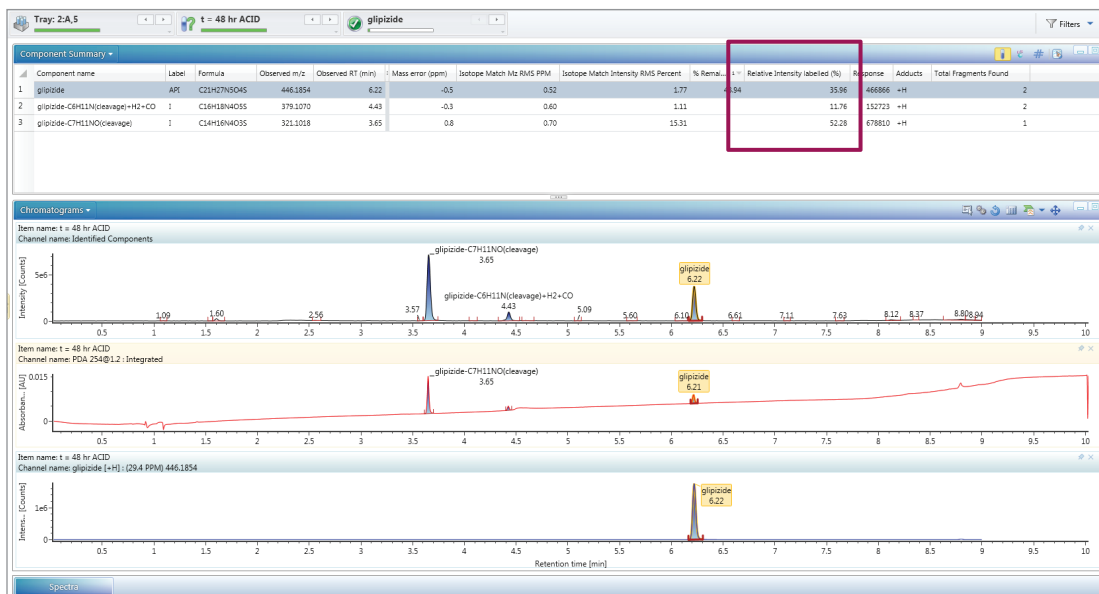 Tray: 2:A,5 t = 48 hr ACID glipizide Filters
Component Summary
Component name Label Formula Observed m/z Observed RT (min) Mass error (ppm) Isotope Match Mz RMS PPM Isotope Match Intensity RMS Percent % Remai... Relative Intensity labelled (%) Response Adducts Total Fragments Found
1 glipizide API C21H27N5O4S 446.1854 6.22 -0.5 0.52 1.77 35.96 466866 +H 2
2 glipizide-C6H11N(cleavage)+H2+CO I C16H18N4O5S 379.1070 4.43 -0.3 0.60 1.11 11.76 152723 +H 2
3 glipizide-C7H11NO(cleavage) I C14H16N4O3S 321.1018 3.65 0.8 0.70 15.31 52.28 678810 +H 1
Chromatograms
Item name: t = 48 hr ACID
Channel name: Identified Components
Intensity [Counts]
5e6
0
glipizide-C7H11NO(cleavage)
3.65
glipizide
6.22
glipizide-C6H11N(cleavage)+H2+CO
4.43
1.09 1.60 2.56 3.57 5.09 5.60 6.10 6.61 7.11 7.63 8.12 8.37 8.80 8.94
0.5 1 1.5 2 2.5 3 3.5 4 4.5 5 5.5 6 6.5 7 7.5 8 8.5 9 9.5 10
Item name: t = 48 hr ACID
Channel name: PDA 254@1.2 : Integrated
Absorban... [AU]
0.015
0
glipizide-C7H11NO(cleavage)
3.65
glipizide
6.21
0.5 1 1.5 2 2.5 3 3.5 4 4.5 5 5.5 6 6.5 7 7.5 8 8.5 9 9.5 10
Item name: t = 48 hr ACID
Channel name: glipizide [+H] : (29.4 PPM) 446.1854
Intens... [Counts]
1e6
0
glipizide
6.22
0.5 1 1.5 2 2.5 3 3.5 4 4.5 5 5.5 6 6.5 7 7.5 8 8.5 9 9.5 10
Retention time [min]
Spectra